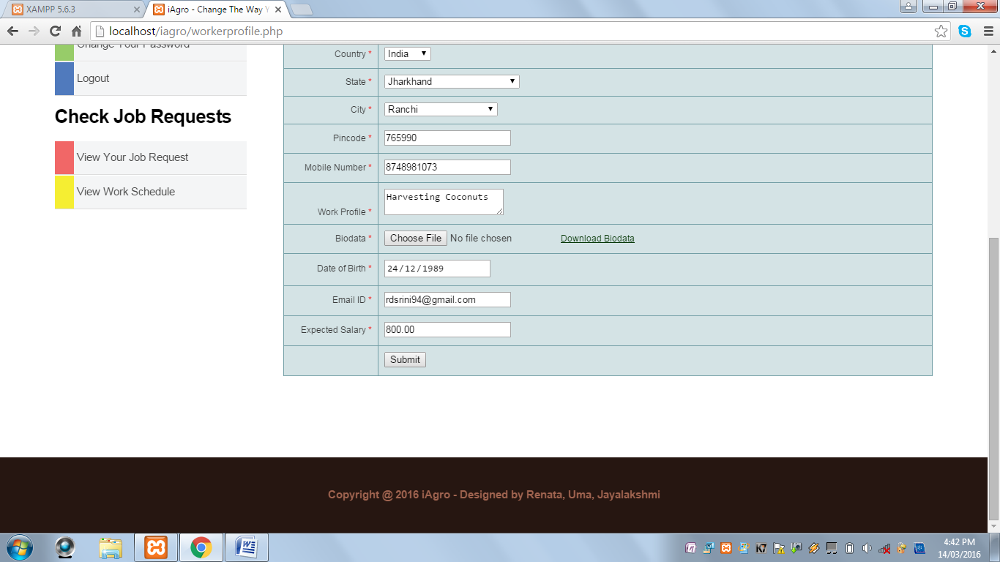 XAMPP 5.6.3
iAgro - Change The Way Y
localhost/iagro/workerprofile.php
Change Your Password
Logout
Check Job Requests
View Your Job Request
View Work Schedule
Country * India
State * Jharkhand
City * Ranchi
Pincode * 765990
Mobile Number * 8748981073
Work Profile * Harvesting Coconuts
Biodata * Choose File No file chosen Download Biodata
Date of Birth * 24/12/1989
Email ID * rdsrini94@gmail.com
Expected Salary * 800.00
Submit
Copyright @ 2016 iAgro - Designed by Renata, Uma, Jayalakshmi
4:42 PM
14/03/2016